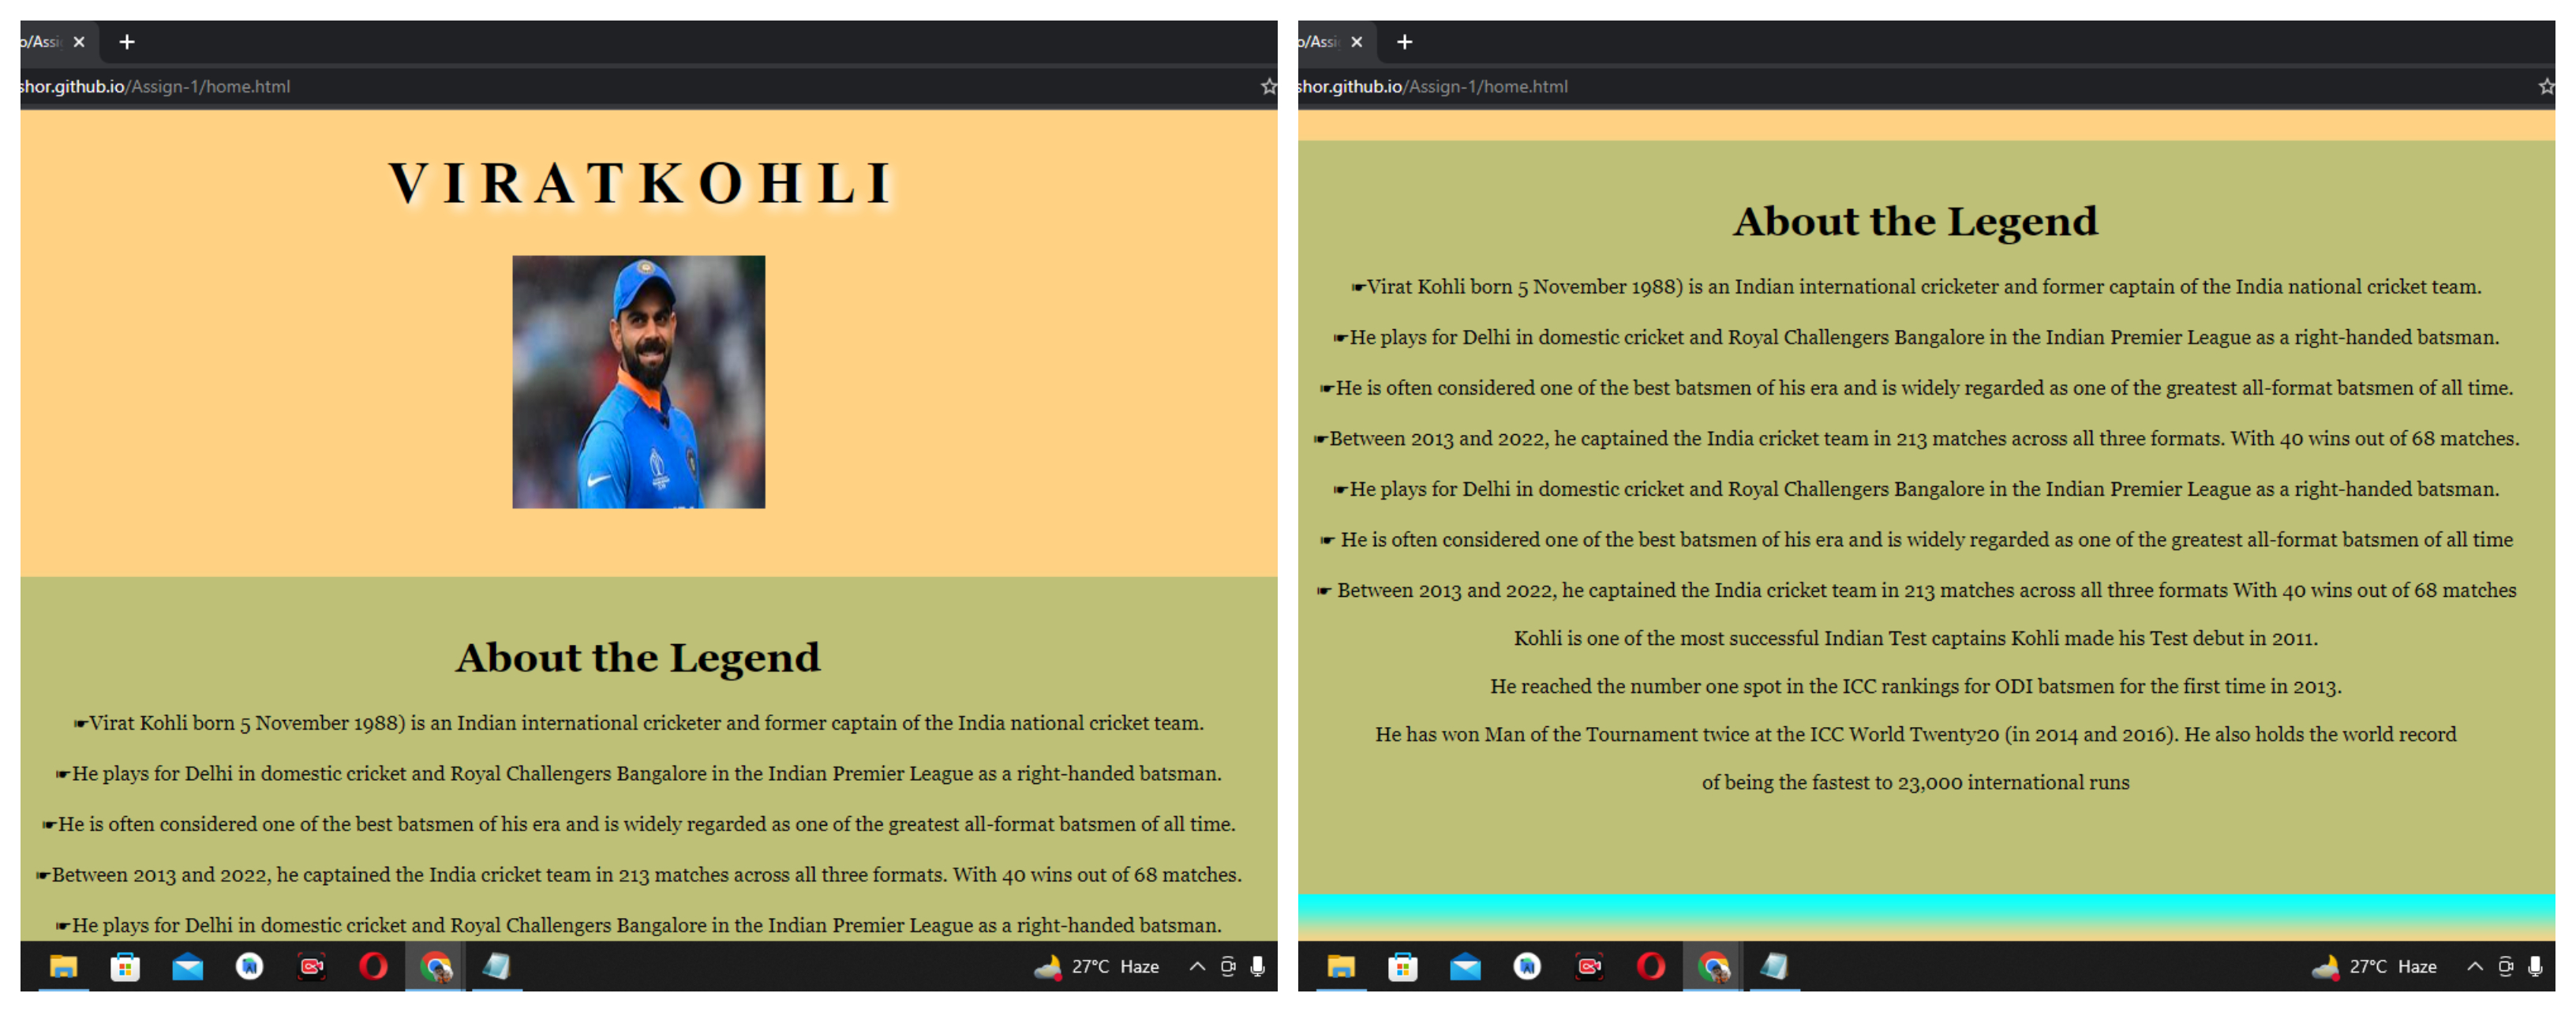 o/Assi
shor.github.io/Assign-1/home.html
V I R A T K O H L I
About the Legend
☛Virat Kohli born 5 November 1988) is an Indian international cricketer and former captain of the India national cricket team.
☛He plays for Delhi in domestic cricket and Royal Challengers Bangalore in the Indian Premier League as a right-handed batsman.
☛He is often considered one of the best batsmen of his era and is widely regarded as one of the greatest all-format batsmen of all time.
☛Between 2013 and 2022, he captained the India cricket team in 213 matches across all three formats. With 40 wins out of 68 matches.
☛He plays for Delhi in domestic cricket and Royal Challengers Bangalore in the Indian Premier League as a right-handed batsman.
27°C Haze
o/Assi
shor.github.io/Assign-1/home.html
About the Legend
☛Virat Kohli born 5 November 1988) is an Indian international cricketer and former captain of the India national cricket team.
☛He plays for Delhi in domestic cricket and Royal Challengers Bangalore in the Indian Premier League as a right-handed batsman.
☛He is often considered one of the best batsmen of his era and is widely regarded as one of the greatest all-format batsmen of all time.
☛Between 2013 and 2022, he captained the India cricket team in 213 matches across all three formats. With 40 wins out of 68 matches.
☛He plays for Delhi in domestic cricket and Royal Challengers Bangalore in the Indian Premier League as a right-handed batsman.
☛ He is often considered one of the best batsmen of his era and is widely regarded as one of the greatest all-format batsmen of all time
☛ Between 2013 and 2022, he captained the India cricket team in 213 matches across all three formats With 40 wins out of 68 matches
Kohli is one of the most successful Indian Test captains Kohli made his Test debut in 2011.
He reached the number one spot in the ICC rankings for ODI batsmen for the first time in 2013.
He has won Man of the Tournament twice at the ICC World Twenty20 (in 2014 and 2016). He also holds the world record
of being the fastest to 23,000 international runs
27°C Haze